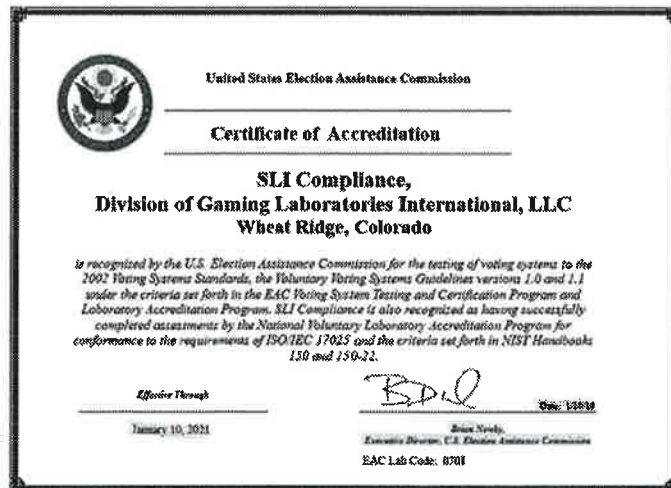 United States Election Assistance Commission
Certificate of Accreditation
SLI Compliance,
Division of Gaming Laboratories International, LLC
Wheat Ridge, Colorado
is recognized by the U.S. Election Assistance Commission for the testing of voting systems to the
2002 Voting Systems Standards, the Voluntary Voting Systems Guidelines versions 1.0 and 1.1
under the criteria set forth in the EAC Voting System Testing and Certification Program and
Laboratory Accreditation Program. SLI Compliance is also recognized as having successfully
completed assessments by the National Voluntary Laboratory Accreditation Program for
conformance to the requirements of ISO/IEC 17025 and the criteria set forth in NIST Handbooks
150 and 150-22.
Effective Through
January 10, 2021
Date:
Brian Newby,
Executive Director, U.S. Election Assistance Commission
EAC Lab Code: 0701